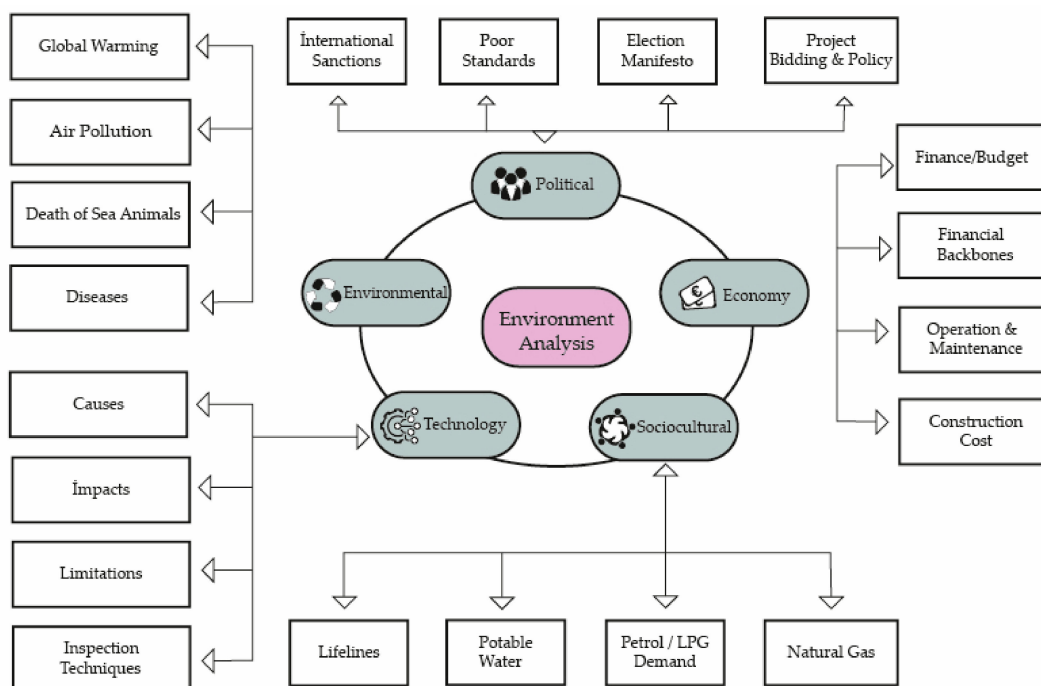 Global Warming
Air Pollution
Death of Sea Animals
Diseases
İnternational
Sanctions
Poor
Standards
Election
Manifesto
Project
Bidding & Policy
Political
Environmental
Economy
Environment
Analysis
Technology
Sociocultural
Finance/Budget
Financial
Backbones
Operation &
Maintenance
Construction
Cost
Causes
İmpacts
Limitations
Inspection
Techniques
Lifelines
Potable
Water
Petrol / LPG
Demand
Natural Gas